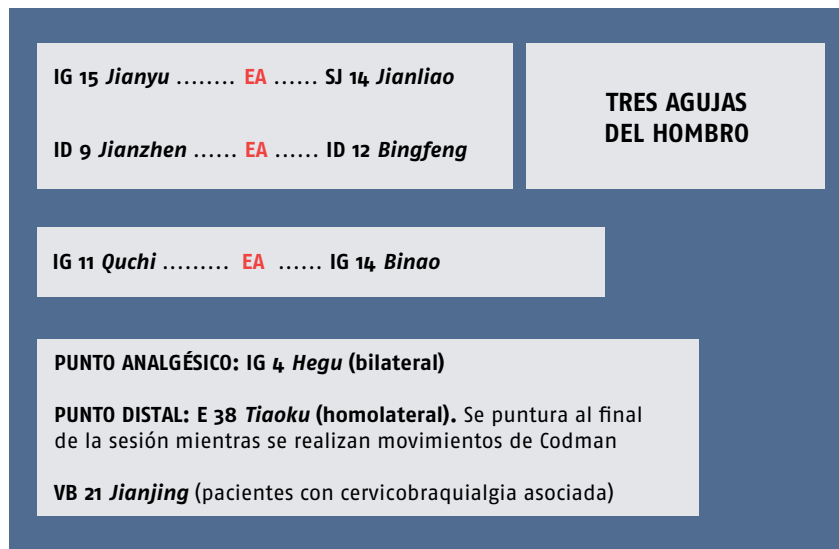 IG 15 Jianyu ........ EA ...... SJ 14 Jianliao
ID 9 Jianzhen ...... EA ...... ID 12 Bingfeng
TRES AGUJAS
DEL HOMBRO
IG 11 Quchi ......... EA ...... IG 14 Binao
PUNTO ANALGÉSICO: IG 4 Hegu (bilateral)
PUNTO DISTAL: E 38 Tiaoku (homolateral). Se puntura al final
de la sesión mientras se realizan movimientos de Codman
VB 21 Jianjing (pacientes con cervicobraquialgia asociada)